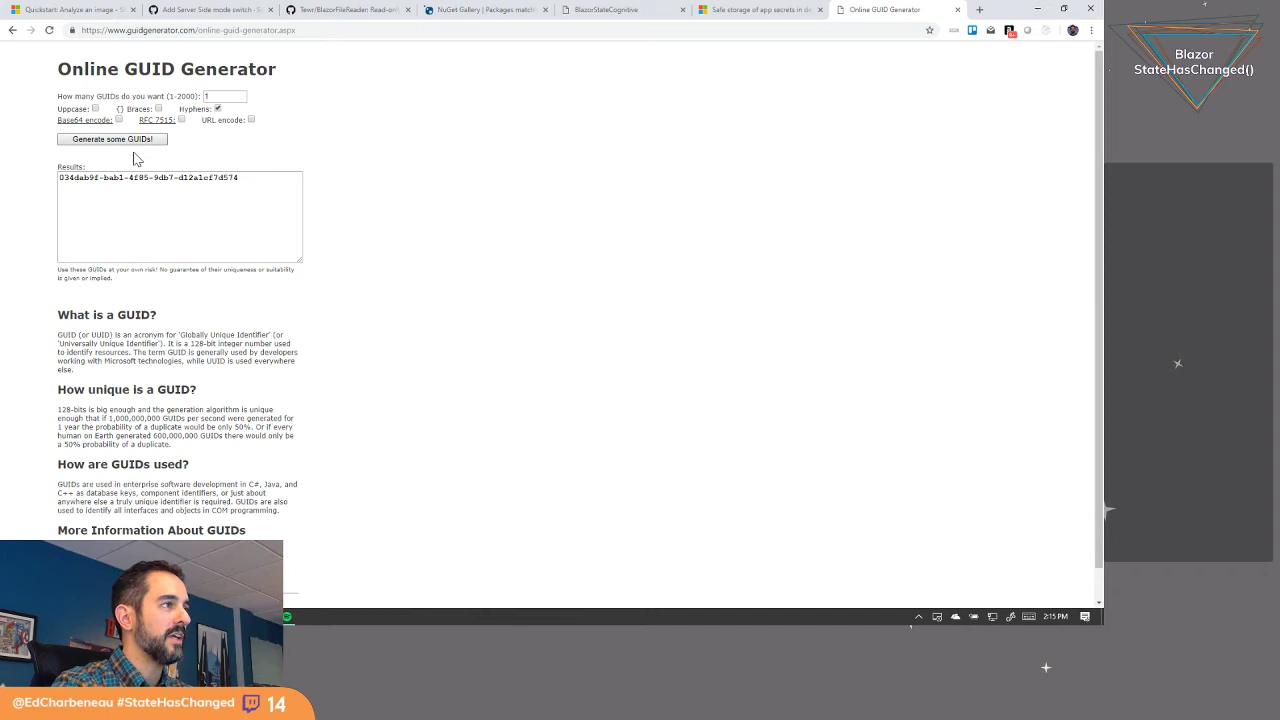 Quickstart: Analyze an image - S
Add Server Side mode switch · Sc
Tewr/BlazorFileReader: Read-only
NuGet Gallery | Packages match
BlazorStateCognitive
Safe storage of app secrets in de
Online GUID Generator
https://www.guidgenerator.com/online-guid-generator.aspx
Blazor
StateHasChanged()
Online GUID Generator
How many GUIDs do you want (1-2000): 1
Uppcase: {} Braces: Hyphens:
Base64 encode: RFC 7515: URL encode:
Generate some GUIDs!
Results:
034dab9f-bab1-4f85-9db7-d12a1cf7d574
Use these GUIDs at your own risk! No guarantee of their uniqueness or suitability
is given or implied.
What is a GUID?
GUID (or UUID) is an acronym for 'Globally Unique Identifier' (or
'Universally Unique Identifier'). It is a 128-bit integer number used
to identify resources. The term GUID is generally used by developers
working with Microsoft technologies, while UUID is used everywhere
else.
How unique is a GUID?
128-bits is big enough and the generation algorithm is unique
enough that if 1,000,000,000 GUIDs per second were generated for
1 year the probability of a duplicate would be only 50%. Or if every
human on Earth generated 600,000,000 GUIDs there would only be
a 50% probability of a duplicate.
How are GUIDs used?
GUIDs are used in enterprise software development in C#, Java, and
C++ as database keys, component identifiers, or just about
anywhere else a truly unique identifier is required. GUIDs are also
used to identify all interfaces and objects in COM programming.
More Information About GUIDs
2:15 PM
@EdCharbeneau #StateHasChanged 14